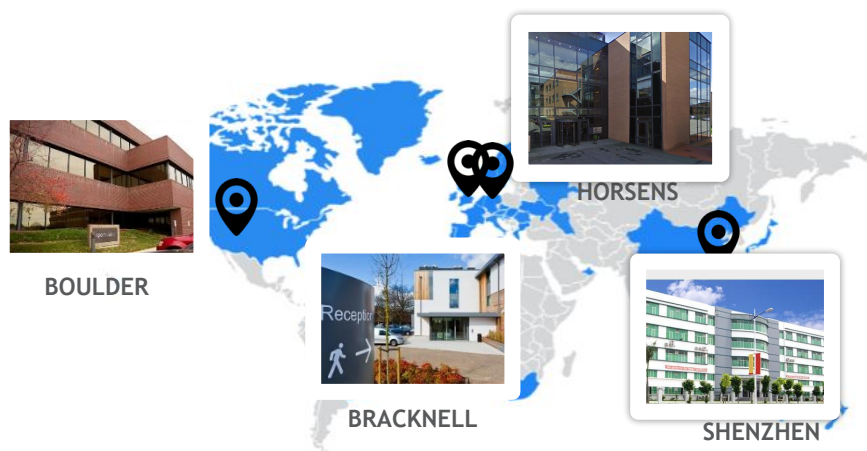 HORSENS
BOULDER
Reception
BRACKNELL
SHENZHEN